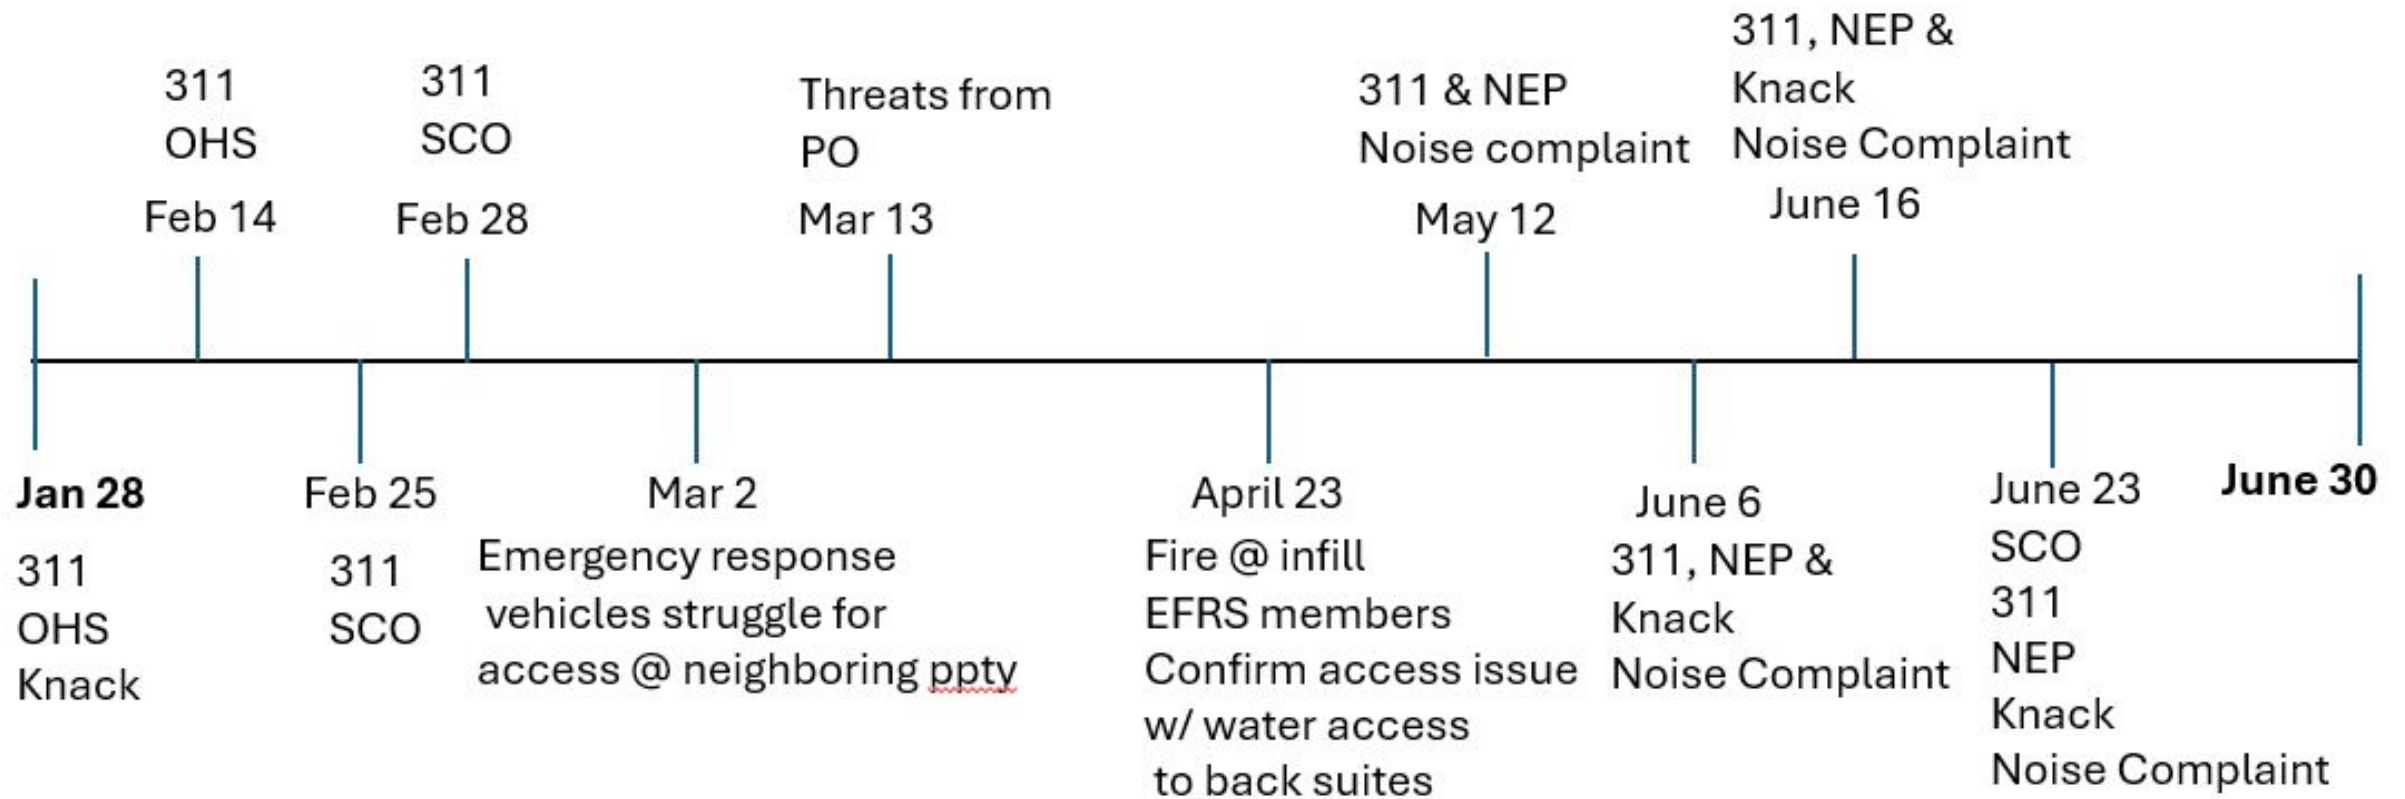 311
OHS
Feb 14
311
SCO
Feb 28
Threats from
PO
Mar 13
311 & NEP
Noise complaint
May 12
311, NEP &
Knack
Noise Complaint
June 16
Jan 28
311
OHS
Knack
Feb 25
311
SCO
Mar 2
Emergency response
vehicles struggle for
access @ neighboring ppty
April 23
Fire @ infill
EFRS members
Confirm access issue
w/ water access
to back suites
June 6
311, NEP &
Knack
Noise Complaint
June 23
SCO
311
NEP
Knack
Noise Complaint
June 30